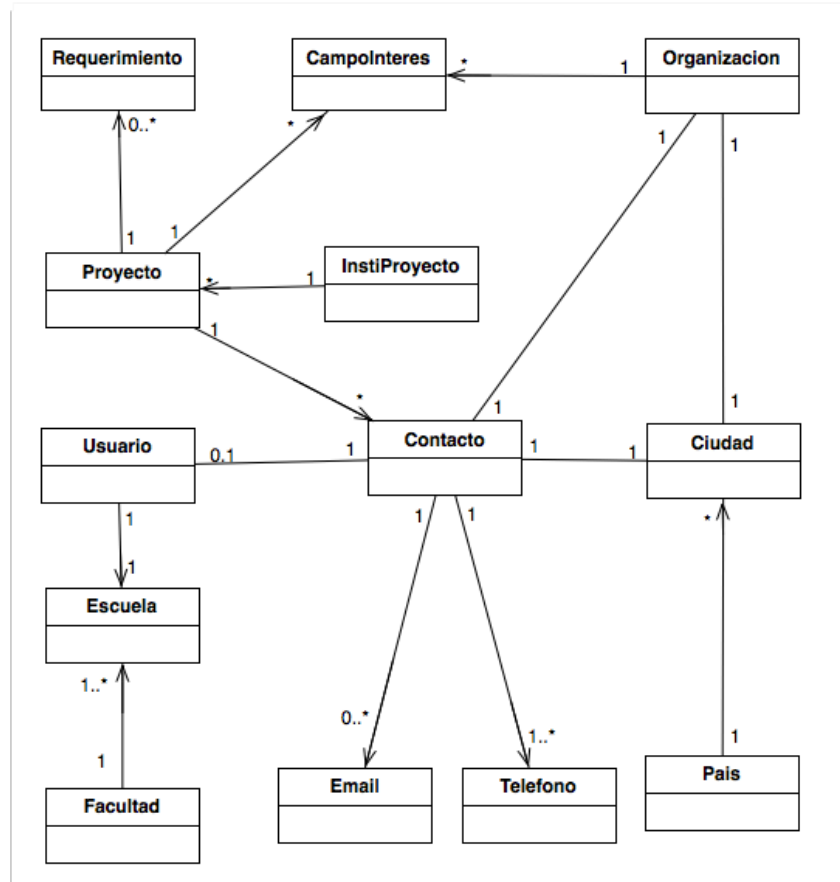 Requerimiento
CampoInteres
Organizacion
*
1
0..*
*
1
1
1
1
Proyecto
InstiProyecto
*
1
1
*
1
1
Usuario
Contacto
Ciudad
0.1
1
1
1
1
1
1
*
1
Escuela
1..*
0..*
1..*
1
1
Facultad
Email
Telefono
Pais